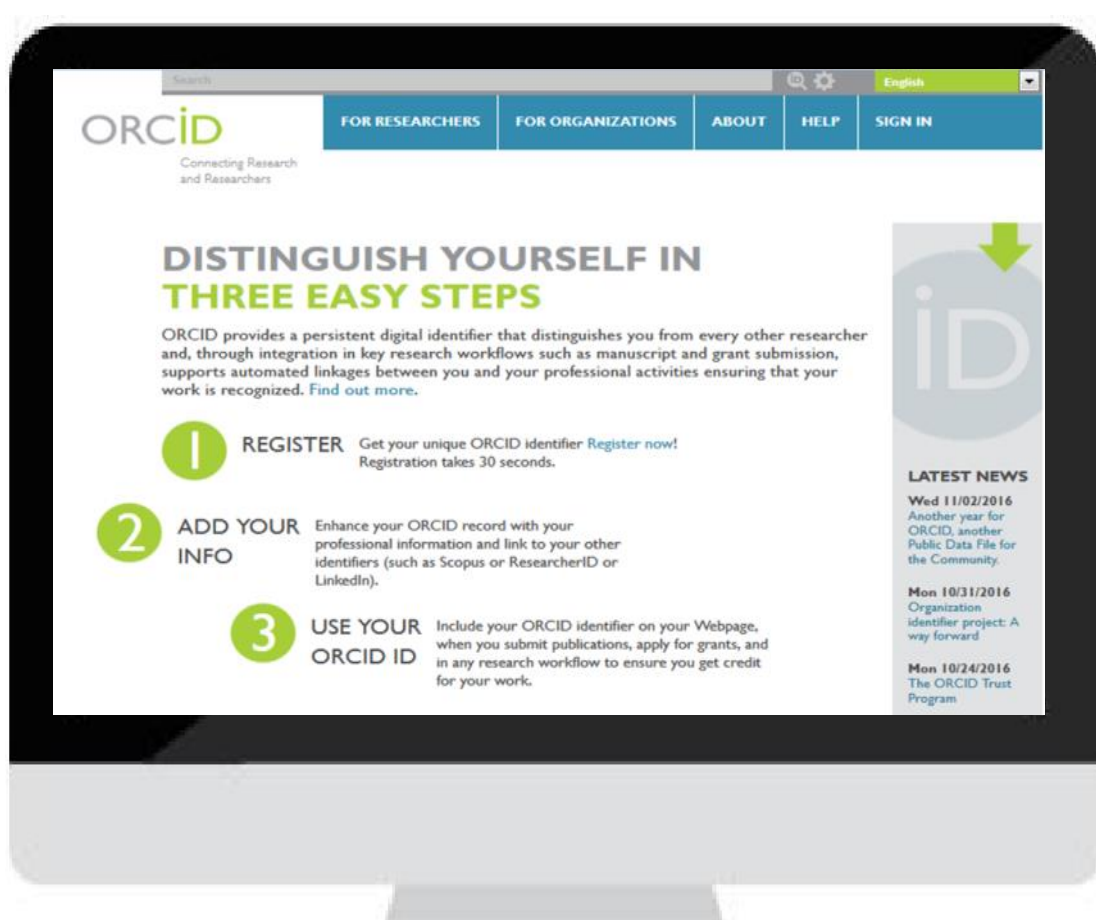 Search
English
ORCID
Connecting Research
and Researchers
FOR RESEARCHERS
FOR ORGANIZATIONS
ABOUT
HELP
SIGN IN
DISTINGUISH YOURSELF IN
THREE EASY STEPS
ORCID provides a persistent digital identifier that distinguishes you from every other researcher
and, through integration in key research workflows such as manuscript and grant submission,
supports automated linkages between you and your professional activities ensuring that your
work is recognized. Find out more.
1
REGISTER
Get your unique ORCID identifier Register now!
Registration takes 30 seconds.
2
ADD YOUR
INFO
Enhance your ORCID record with your
professional information and link to your other
identifiers (such as Scopus or ResearcherID or
LinkedIn).
3
USE YOUR
ORCID ID
Include your ORCID identifier on your Webpage,
when you submit publications, apply for grants, and
in any research workflow to ensure you get credit
for your work.
iD
LATEST NEWS
Wed 11/02/2016
Another year for
ORCID, another
Public Data File for
the Community.
Mon 10/31/2016
Organization
identifier project: A
way forward
Mon 10/24/2016
The ORCID Trust
Program